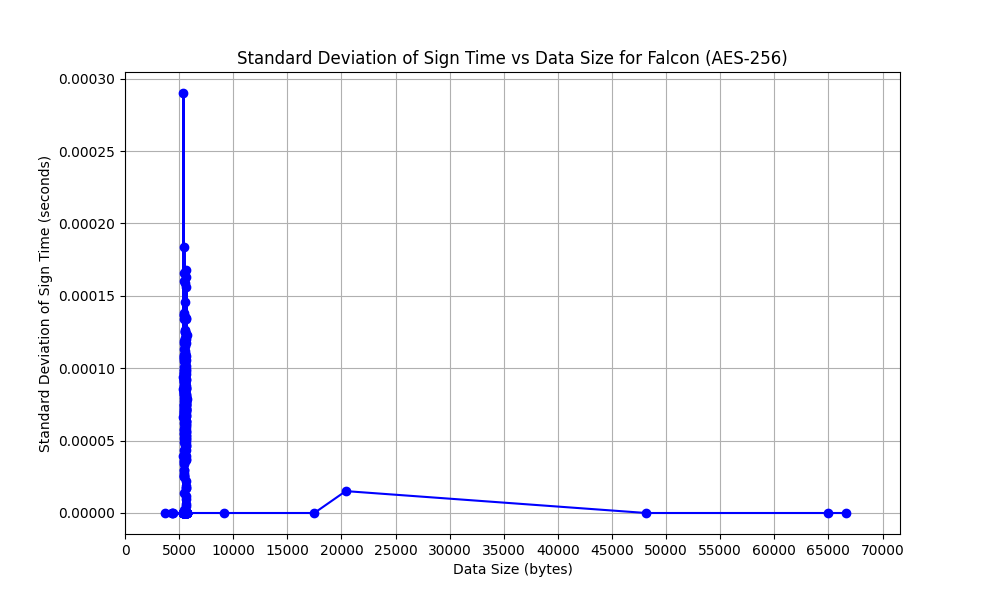 Standard Deviation of Sign Time vs Data Size for Falcon (AES-256)
Standard Deviation of Sign Time (seconds)
0.00030
0.00025
0.00020
0.00015
0.00010
0.00005
0.00000
0 5000 10000 15000 20000 25000 30000 35000 40000 45000 50000 55000 60000 65000 70000
Data Size (bytes)